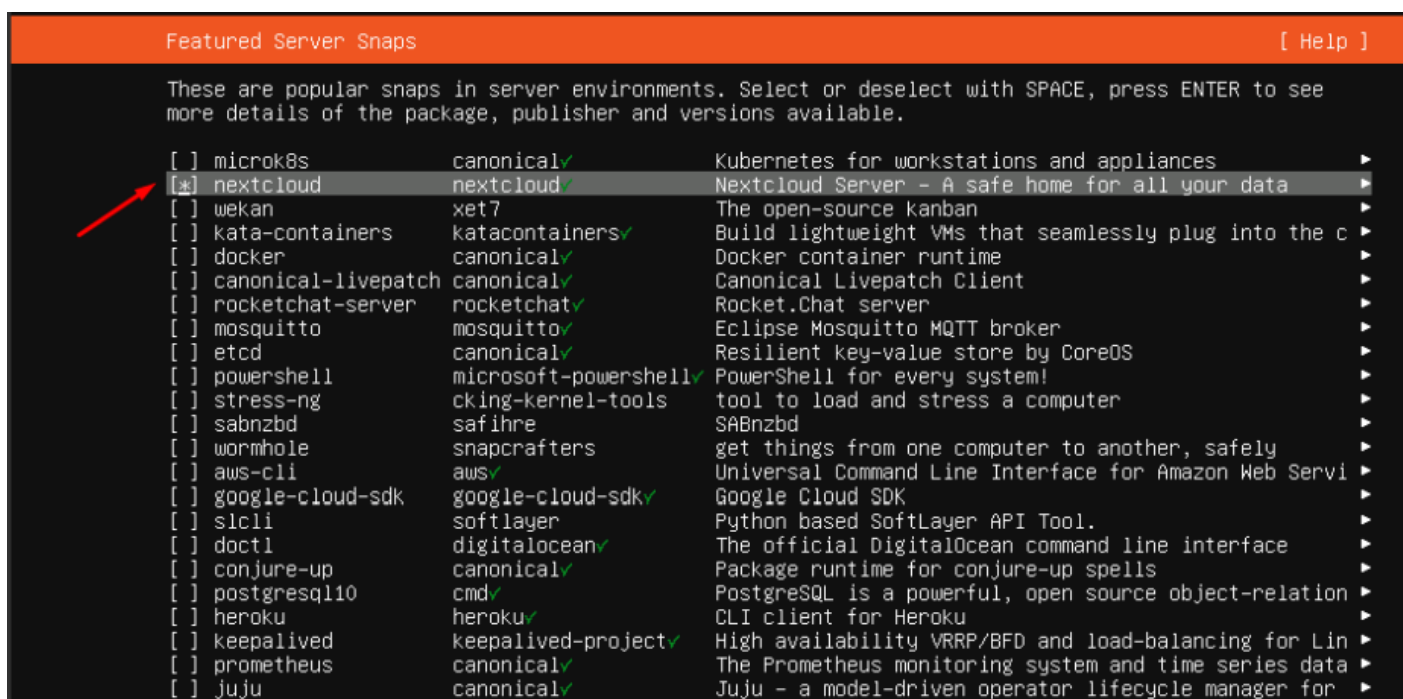 Featured Server Snaps [ Help ]
These are popular snaps in server environments. Select or deselect with SPACE, press ENTER to see
more details of the package, publisher and versions available.
[ ] microk8s canonical✓ Kubernetes for workstations and appliances ►
[*] nextcloud nextcloud✓ Nextcloud Server – A safe home for all your data ►
[ ] wekan xet7 The open-source kanban ►
[ ] kata-containers katacontainers✓ Build lightweight VMs that seamlessly plug into the c ►
[ ] docker canonical✓ Docker container runtime ►
[ ] canonical-livepatch canonical✓ Canonical Livepatch Client ►
[ ] rocketchat-server rocketchat✓ Rocket.Chat server ►
[ ] mosquitto mosquitto✓ Eclipse Mosquitto MQTT broker ►
[ ] etcd canonical✓ Resilient key-value store by CoreOS ►
[ ] powershell microsoft-powershell✓ PowerShell for every system! ►
[ ] stress-ng cking-kernel-tools tool to load and stress a computer ►
[ ] sabnzbd safihre SABnzbd ►
[ ] wormhole snapcrafters get things from one computer to another, safely ►
[ ] aws-cli aws✓ Universal Command Line Interface for Amazon Web Servi ►
[ ] google-cloud-sdk google-cloud-sdk✓ Google Cloud SDK ►
[ ] slcli softlayer Python based SoftLayer API Tool. ►
[ ] doctl digitalocean✓ The official DigitalOcean command line interface ►
[ ] conjure-up canonical✓ Package runtime for conjure-up spells ►
[ ] postgresql10 cmd✓ PostgreSQL is a powerful, open source object-relation ►
[ ] heroku heroku✓ CLI client for Heroku ►
[ ] keepalived keepalived-project✓ High availability VRRP/BFD and load-balancing for Lin ►
[ ] prometheus canonical✓ The Prometheus monitoring system and time series data ►
[ ] juju canonical✓ Juju - a model-driven operator lifecycle manager for ►